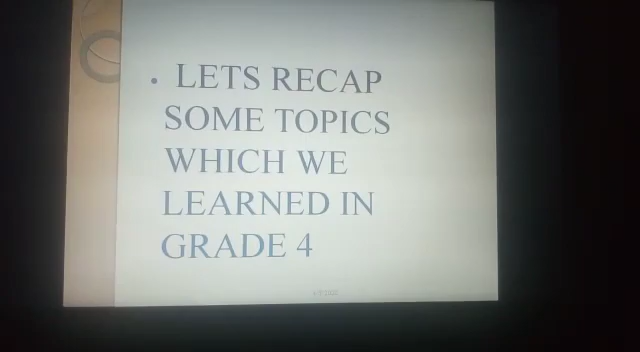 • LETS RECAP
SOME TOPICS
WHICH WE
LEARNED IN
GRADE 4